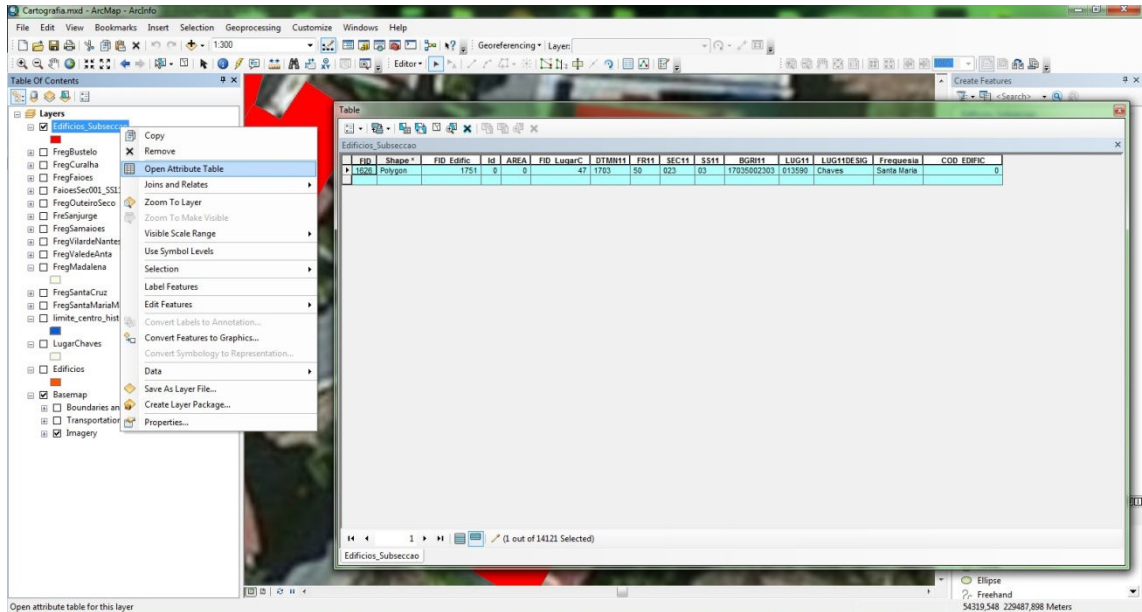 Cartografia.mxd - ArcMap - ArcInfo
File Edit View Bookmarks Insert Selection Geoprocessing Customize Windows Help
1:300 Georeferencing Layer:
Editor
Table Of Contents
Layers
Edificios_Subseccao
FregBustelo
FregCuralha
FregFaioes
FaioesSec001_SS1
FregOuteiroSeco
FreSanjurge
FregSamaioes
FregVilardeNantes
FregValedeAnta
FregMadalena
FregSantaCruz
FregSantaMariaM
limite_centro_hist
LugarChaves
Edificios
Basemap
Boundaries an
Transportation
Imagery
Copy
Remove
Open Attribute Table
Joins and Relates
Zoom To Layer
Zoom To Make Visible
Visible Scale Range
Use Symbol Levels
Selection
Label Features
Edit Features
Convert Labels to Annotation...
Convert Features to Graphics...
Convert Symbology to Representation...
Data
Save As Layer File...
Create Layer Package...
Properties...
Table
Edificios_Subseccao
FID Shape * FID_Edific Id AREA FID_LugarC DTMN11 FR11 SEC11 SS11 BGRI11 LUG11 LUG11DESIG Freguesia COD_EDIFIC
1626 Polygon 1751 0 0 47 1703 50 023 03 17035002303 013590 Chaves Santa Maria 0
1 (1 out of 14121 Selected)
Edificios_Subseccao
Create Features
<Search>
Ellipse
Freehand
Open attribute table for this layer
54319,548 229487,898 Meters